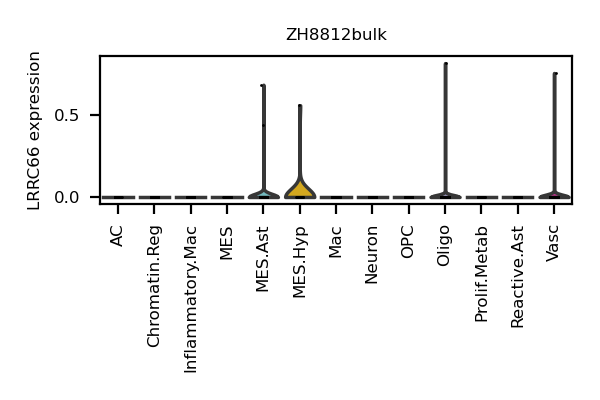 ZH8812bulk
LRRC66 expression
0.5
0.0
AC
Chromatin.Reg
Inflammatory.Mac
MES
MES.Ast
MES.Hyp
Mac
Neuron
OPC
Oligo
Prolif.Metab
Reactive.Ast
Vasc